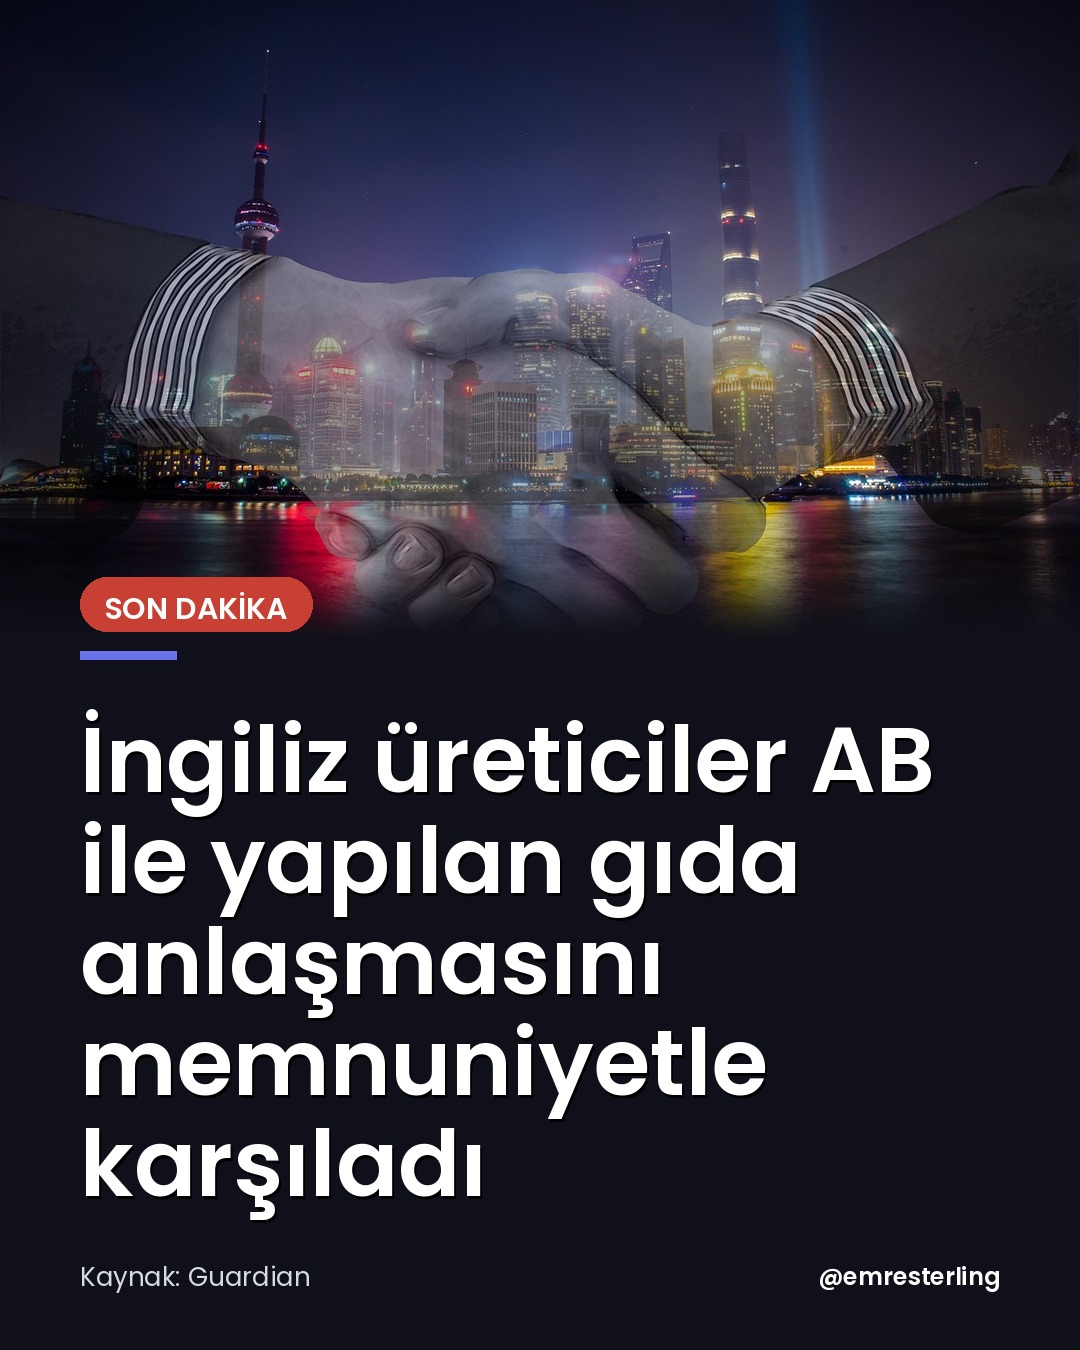 SON DAKİKA
İngiliz üreticiler AB
ile yapılan gıda
anlaşmasını
memnuniyetle
karşıladı
Kaynak: Guardian
@emresterling